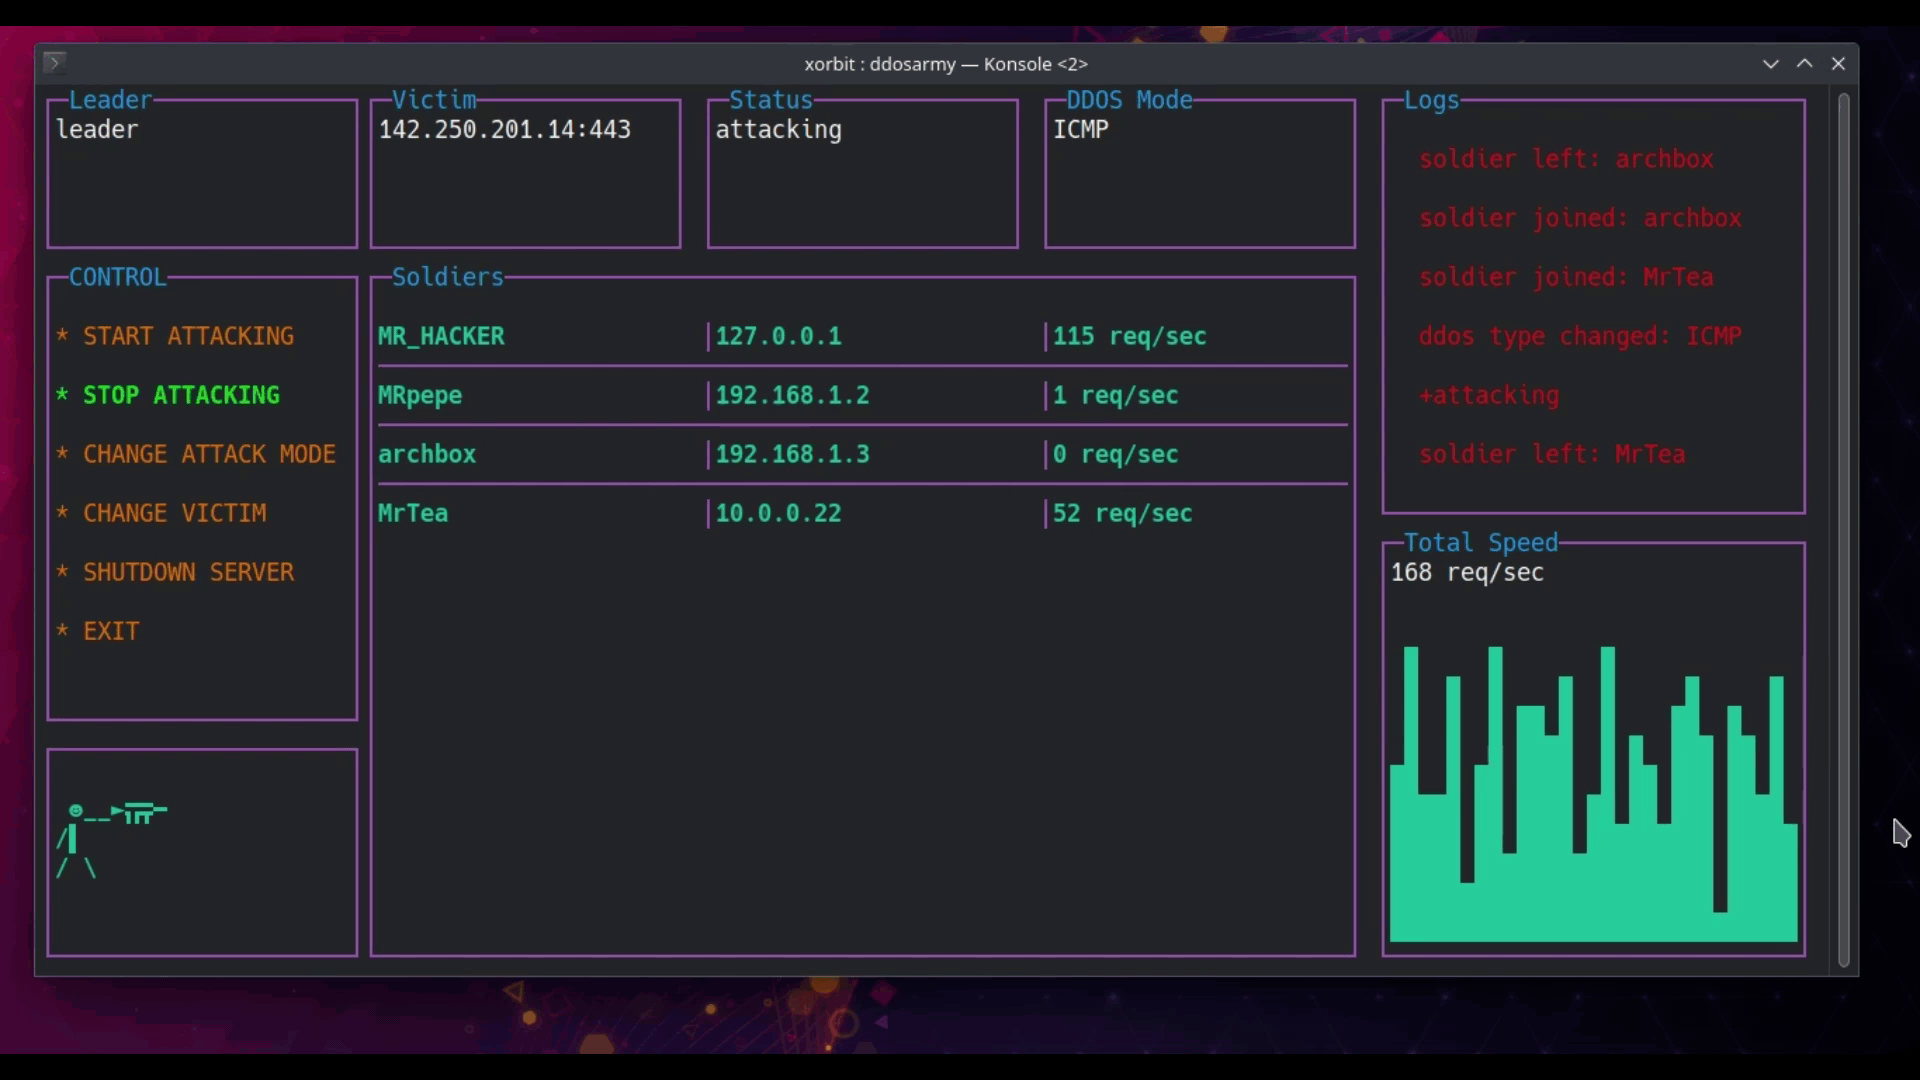 xorbit : ddosarmy — Konsole <2>
Leader
leader
Victim
142.250.201.14:443
Status
attacking
DDOS Mode
ICMP
Logs
soldier left: archbox
soldier joined: archbox
soldier joined: MrTea
ddos type changed: ICMP
+attacking
soldier left: MrTea
CONTROL
* START ATTACKING
* STOP ATTACKING
* CHANGE ATTACK MODE
* CHANGE VICTIM
* SHUTDOWN SERVER
* EXIT
Soldiers
MR_HACKER |127.0.0.1 |115 req/sec
MRpepe |192.168.1.2 |1 req/sec
archbox |192.168.1.3 |0 req/sec
MrTea |10.0.0.22 |52 req/sec
Total Speed
168 req/sec